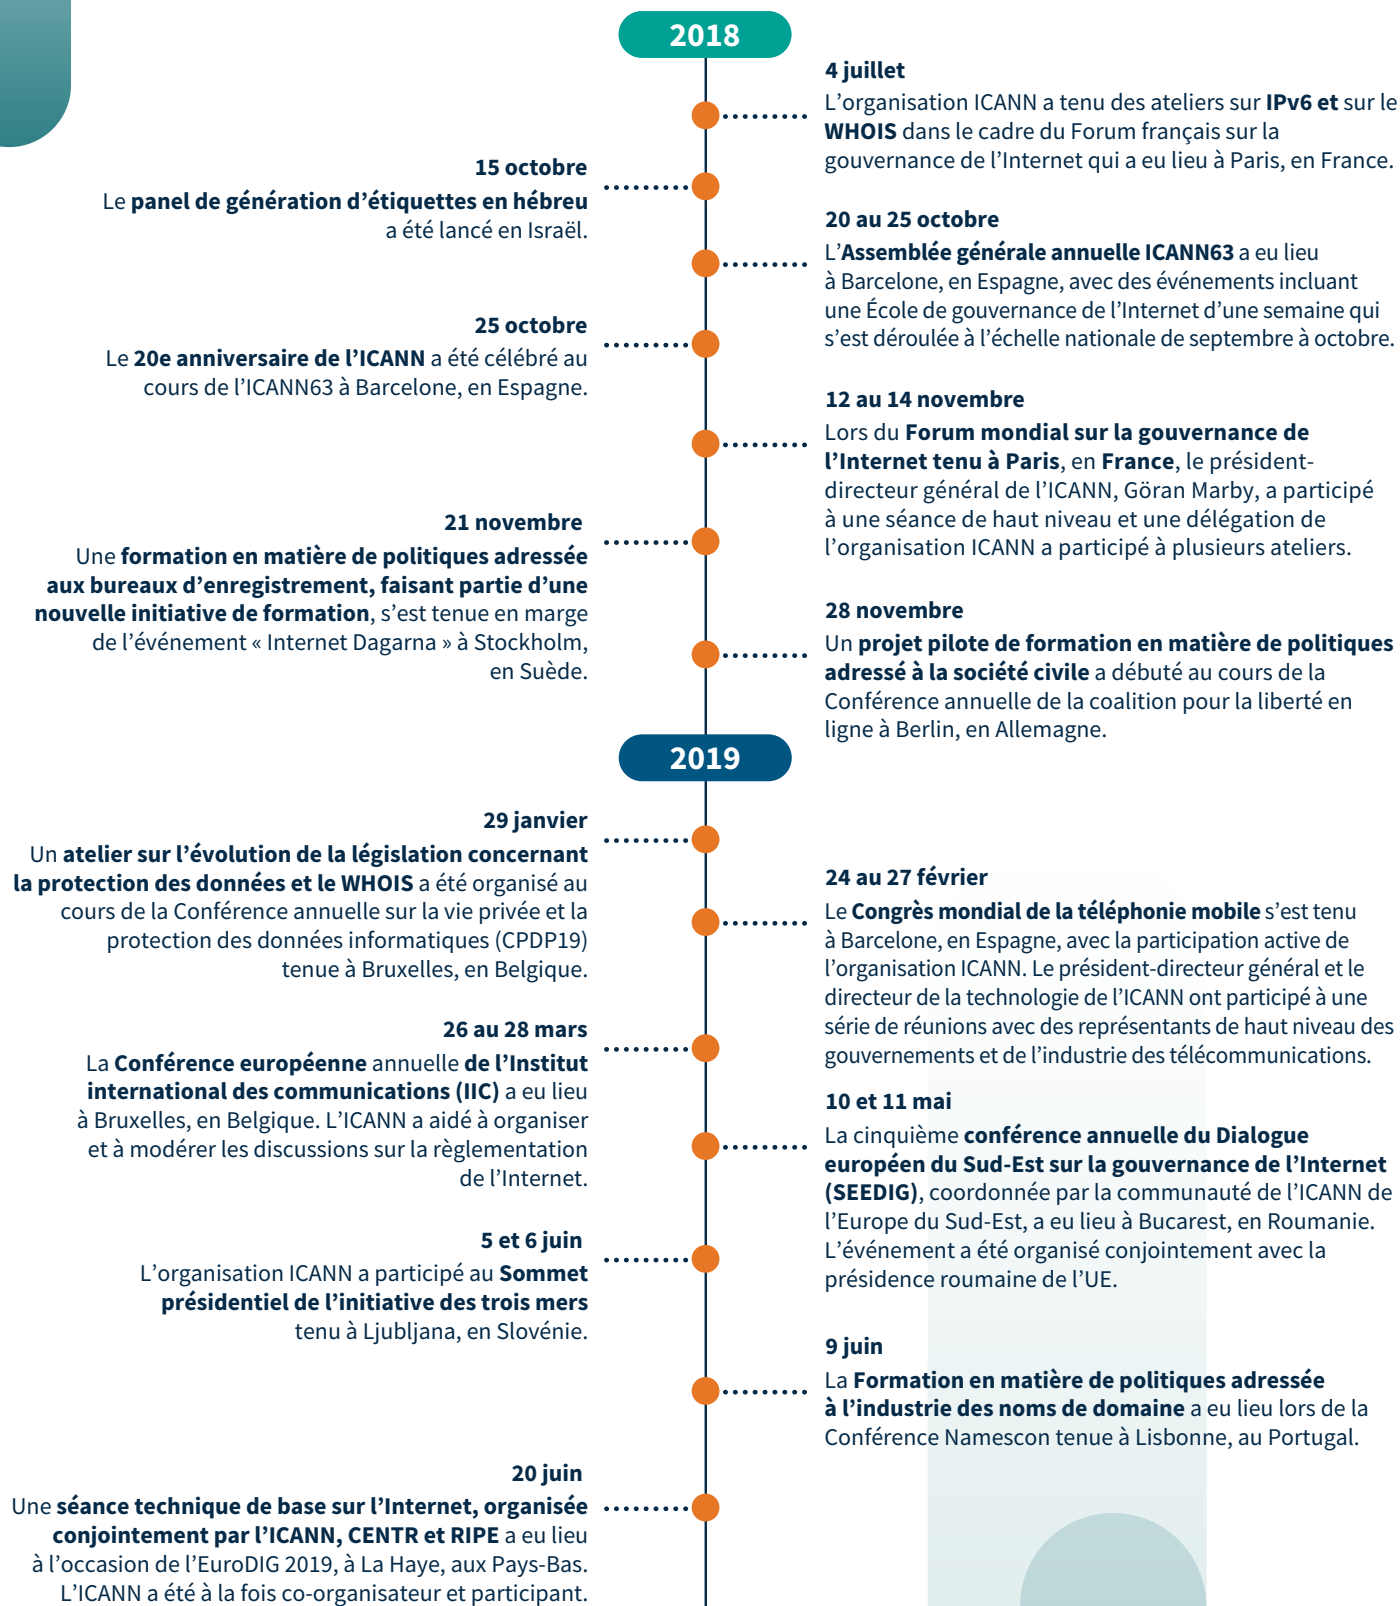 2018
4 juillet
L’organisation ICANN a tenu des ateliers sur IPv6 et sur le
WHOIS dans le cadre du Forum français sur la
gouvernance de l’Internet qui a eu lieu à Paris, en France.
15 octobre
Le panel de génération d’étiquettes en hébreu
a été lancé en Israël.
20 au 25 octobre
L’Assemblée générale annuelle ICANN63 a eu lieu
à Barcelone, en Espagne, avec des événements incluant
une École de gouvernance de l’Internet d’une semaine qui
s’est déroulée à l’échelle nationale de septembre à octobre.
25 octobre
Le 20e anniversaire de l’ICANN a été célébré au
cours de l’ICANN63 à Barcelone, en Espagne.
12 au 14 novembre
Lors du Forum mondial sur la gouvernance de
l’Internet tenu à Paris, en France, le président-
directeur général de l’ICANN, Göran Marby, a participé
à une séance de haut niveau et une délégation de
l’organisation ICANN a participé à plusieurs ateliers.
21 novembre
Une formation en matière de politiques adressée
aux bureaux d’enregistrement, faisant partie d’une
nouvelle initiative de formation, s’est tenue en marge
de l’événement « Internet Dagarna » à Stockholm,
en Suède.
28 novembre
Un projet pilote de formation en matière de politiques
adressé à la société civile a débuté au cours de la
Conférence annuelle de la coalition pour la liberté en
ligne à Berlin, en Allemagne.
2019
29 janvier
Un atelier sur l’évolution de la législation concernant
la protection des données et le WHOIS a été organisé au
cours de la Conférence annuelle sur la vie privée et la
protection des données informatiques (CPDP19)
tenue à Bruxelles, en Belgique.
24 au 27 février
Le Congrès mondial de la téléphonie mobile s’est tenu
à Barcelone, en Espagne, avec la participation active de
l’organisation ICANN. Le président-directeur général et le
directeur de la technologie de l’ICANN ont participé à une
série de réunions avec des représentants de haut niveau des
gouvernements et de l’industrie des télécommunications.
26 au 28 mars
La Conférence européenne annuelle de l’Institut
international des communications (IIC) a eu lieu
à Bruxelles, en Belgique. L’ICANN a aidé à organiser
et à modérer les discussions sur la règlementation
de l’Internet.
10 et 11 mai
La cinquième conférence annuelle du Dialogue
européen du Sud-Est sur la gouvernance de l’Internet
(SEEDIG), coordonnée par la communauté de l’ICANN de
l’Europe du Sud-Est, a eu lieu à Bucarest, en Roumanie.
L’événement a été organisé conjointement avec la
présidence roumaine de l’UE.
5 et 6 juin
L’organisation ICANN a participé au Sommet
présidentiel de l’initiative des trois mers
tenu à Ljubljana, en Slovénie.
9 juin
La Formation en matière de politiques adressée
à l’industrie des noms de domaine a eu lieu lors de la
Conférence Namescon tenue à Lisbonne, au Portugal.
20 juin
Une séance technique de base sur l’Internet, organisée
conjointement par l’ICANN, CENTR et RIPE a eu lieu
à l’occasion de l’EuroDIG 2019, à La Haye, aux Pays-Bas.
L’ICANN a été à la fois co-organisateur et participant.